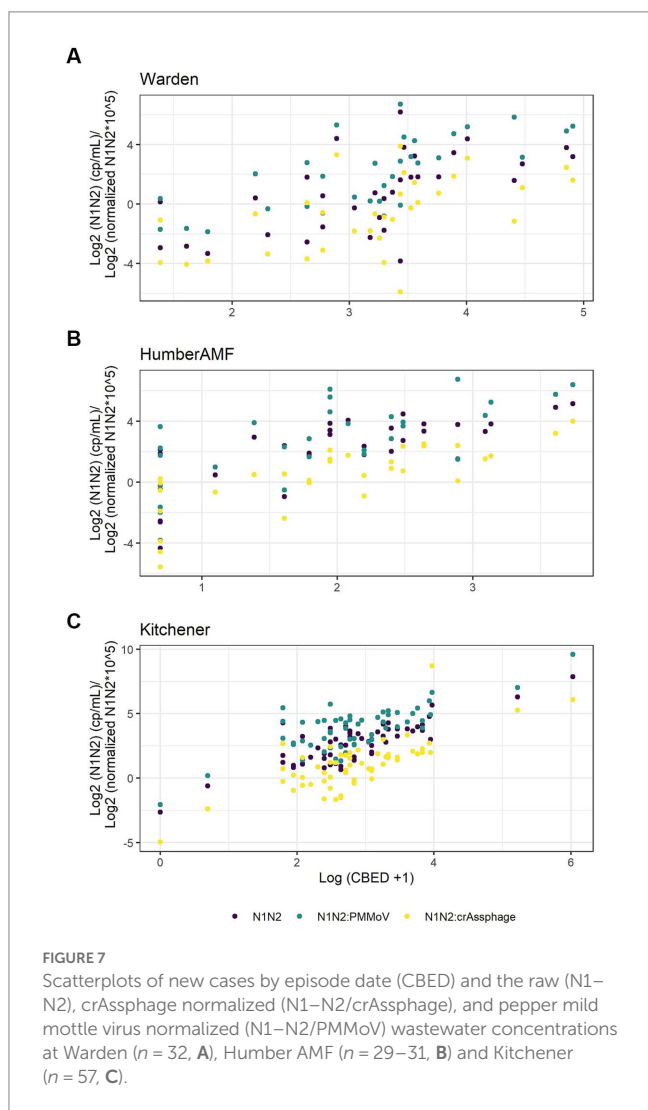 A
Warden
Log2 (N1N2) (cp/mL)/
Log2 (normalized N1N2*10^5)
4
0
-4
2
3
4
5
B
HumberAMF
Log2 (N1N2) (cp/mL)/
Log2 (normalized N1N2*10^5)
4
0
-4
1
2
3
C
Kitchener
Log2 (N1N2) (cp/mL)/
Log2 (normalized N1N2*10^5)
10
5
0
-5
0
2
4
6
Log (CBED +1)
N1N2
N1N2:PMMoV
N1N2:crAssphage
FIGURE 7
Scatterplots of new cases by episode date (CBED) and the raw (N1–
N2), crAssphage normalized (N1–N2/crAssphage), and pepper mild
mottle virus normalized (N1–N2/PMMoV) wastewater concentrations
at Warden (n = 32, A), Humber AMF (n = 29–31, B) and Kitchener
(n = 57, C).